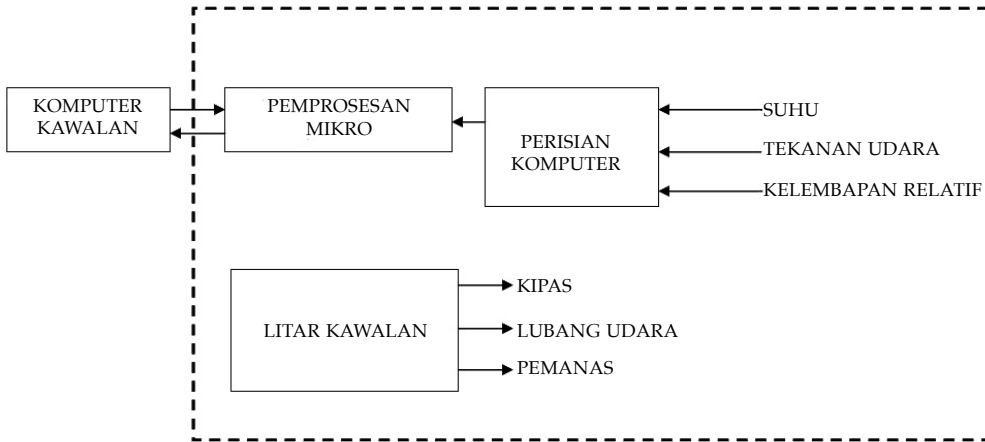 KOMPUTER
KAWALAN
PEMPROSESAN
MIKRO
PERISIAN
KOMPUTER
SUHU
TEKANAN UDARA
KELEMBAPAN RELATIF
LITAR KAWALAN
KIPAS
LUBANG UDARA
PEMANAS